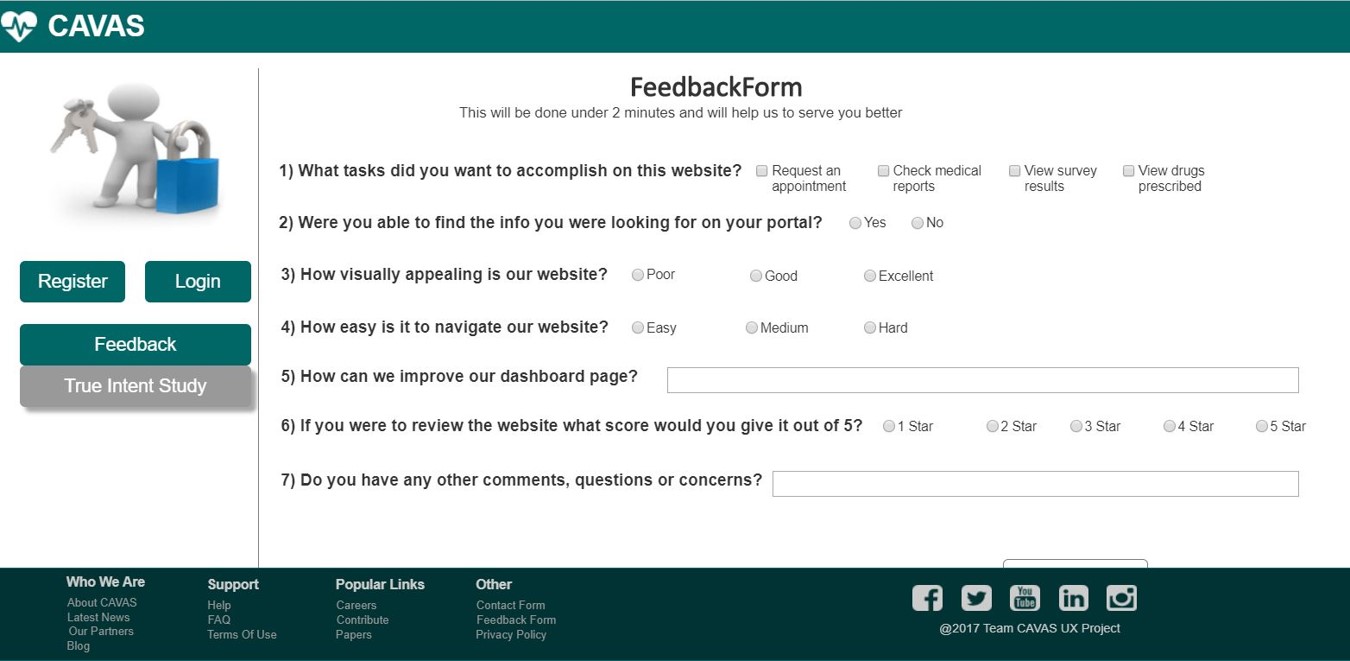 CAVAS
FeedbackForm
This will be done under 2 minutes and will help us to serve you better
Register
Login
Feedback
True Intent Study
1) What tasks did you want to accomplish on this website?
Request an
appointment
Check medical
reports
View survey
results
View drugs
prescribed
2) Were you able to find the info you were looking for on your portal? Yes No
3) How visually appealing is our website? Poor Good Excellent
4) How easy is it to navigate our website? Easy Medium Hard
5) How can we improve our dashboard page?
6) If you were to review the website what score would you give it out of 5? 1 Star 2 Star 3 Star 4 Star 5 Star
7) Do you have any other comments, questions or concerns?
Who We Are
About CAVAS
Latest News
Our Partners
Blog
Support
Help
FAQ
Terms Of Use
Popular Links
Careers
Contribute
Papers
Other
Contact Form
Feedback Form
Privacy Policy
You
Tube
in
@2017 Team CAVAS UX Project